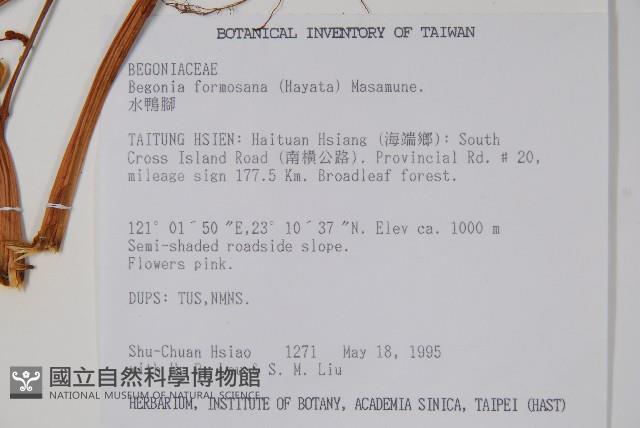 BOTANICAL INVENTORY OF TAIWAN
BEGONIACEAE
Begonia formosana (Hayata) Masamune.
水鴨腳
TAITUNG HSIEN: Haituan Hsiang (海端鄉): South
Cross Island Road (南橫公路). Provincial Rd. # 20,
mileage sign 177.5 Km. Broadleaf forest.
121° 01´50 ″E,23° 10´37 ″N. Elev ca. 1000 m
Semi-shaded roadside slope.
Flowers pink.
DUPS: TUS,NMNS.
Shu-Chuan Hsiao 1271 May 18, 1995
with & S. M. Liu
國立自然科學博物館
NATIONAL MUSEUM OF NATURAL SCIENCE
HERBARIUM, INSTITUTE OF BOTANY, ACADEMIA SINICA, TAIPEI (HAST)